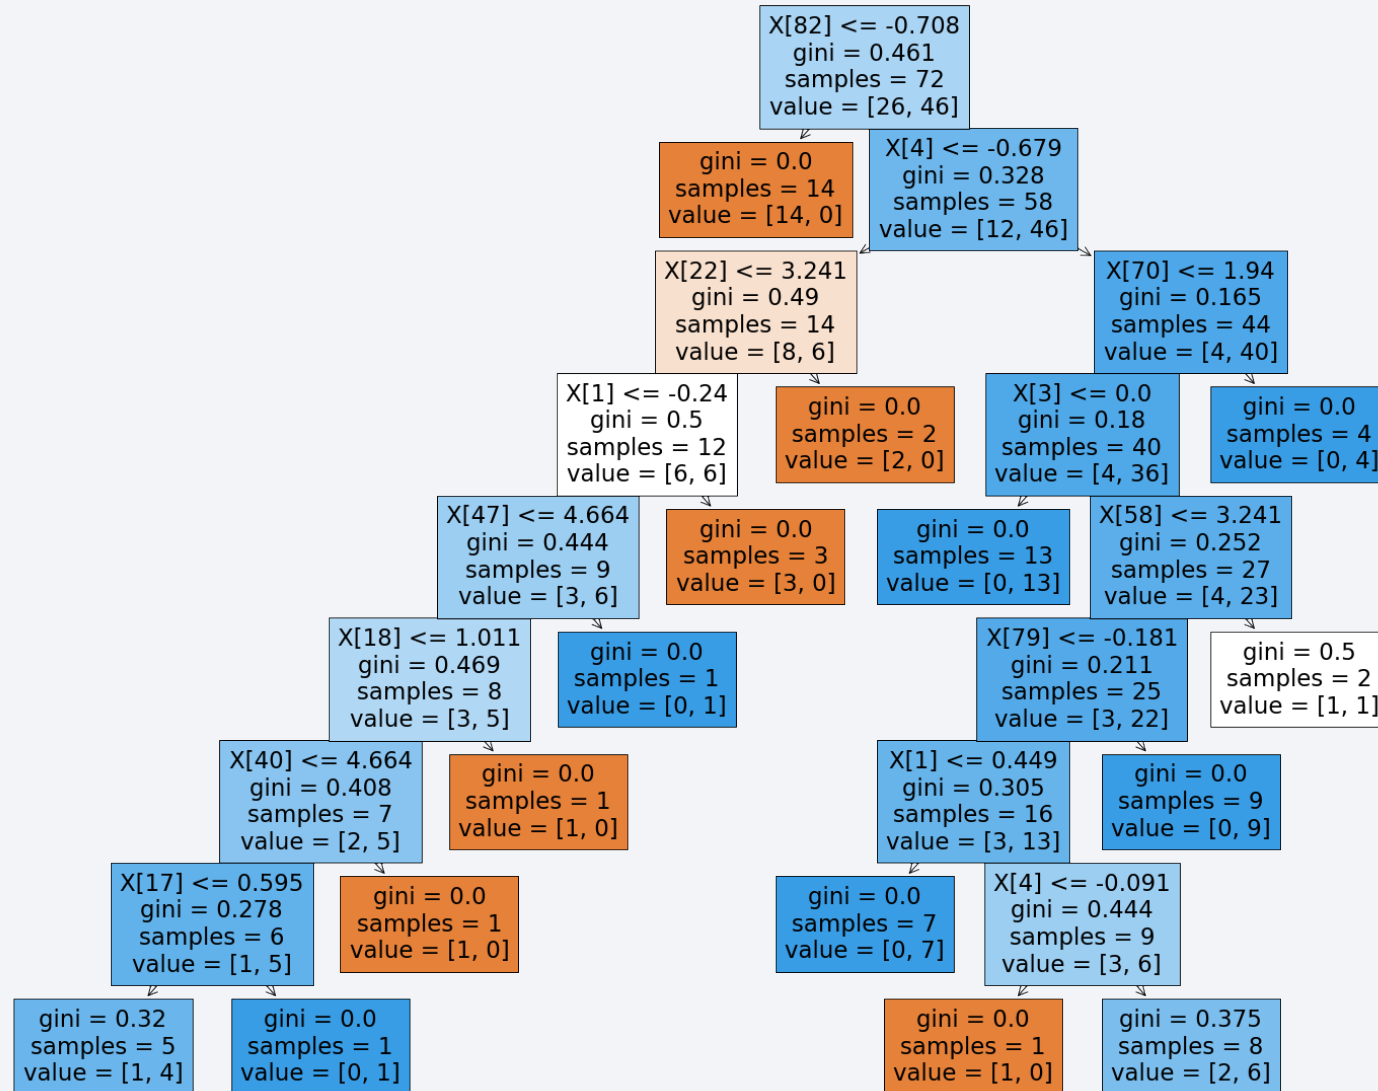 X[82] <= -0.708
gini = 0.461
samples = 72
value = [26, 46]
gini = 0.0
samples = 14
value = [14, 0]
X[4] <= -0.679
gini = 0.328
samples = 58
value = [12, 46]
X[22] <= 3.241
gini = 0.49
samples = 14
value = [8, 6]
X[70] <= 1.94
gini = 0.165
samples = 44
value = [4, 40]
X[1] <= -0.24
gini = 0.5
samples = 12
value = [6, 6]
gini = 0.0
samples = 2
value = [2, 0]
X[3] <= 0.0
gini = 0.18
samples = 40
value = [4, 36]
gini = 0.0
samples = 4
value = [0, 4]
X[47] <= 4.664
gini = 0.444
samples = 9
value = [3, 6]
gini = 0.0
samples = 3
value = [3, 0]
gini = 0.0
samples = 13
value = [0, 13]
X[58] <= 3.241
gini = 0.252
samples = 27
value = [4, 23]
X[18] <= 1.011
gini = 0.469
samples = 8
value = [3, 5]
gini = 0.0
samples = 1
value = [0, 1]
X[79] <= -0.181
gini = 0.211
samples = 25
value = [3, 22]
gini = 0.5
samples = 2
value = [1, 1]
X[40] <= 4.664
gini = 0.408
samples = 7
value = [2, 5]
gini = 0.0
samples = 1
value = [1, 0]
X[1] <= 0.449
gini = 0.305
samples = 16
value = [3, 13]
gini = 0.0
samples = 9
value = [0, 9]
X[17] <= 0.595
gini = 0.278
samples = 6
value = [1, 5]
gini = 0.0
samples = 1
value = [1, 0]
gini = 0.0
samples = 7
value = [0, 7]
X[4] <= -0.091
gini = 0.444
samples = 9
value = [3, 6]
gini = 0.32
samples = 5
value = [1, 4]
gini = 0.0
samples = 1
value = [0, 1]
gini = 0.0
samples = 1
value = [1, 0]
gini = 0.375
samples = 8
value = [2, 6]